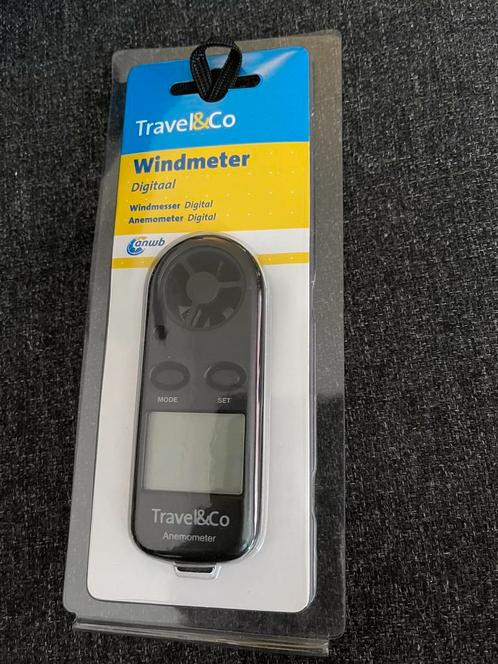 Travel&Co
Windmeter
Digitaal
Windmesser Digital
Anemometer Digital
anwb
MODE SET
Travel&Co
Anemometer